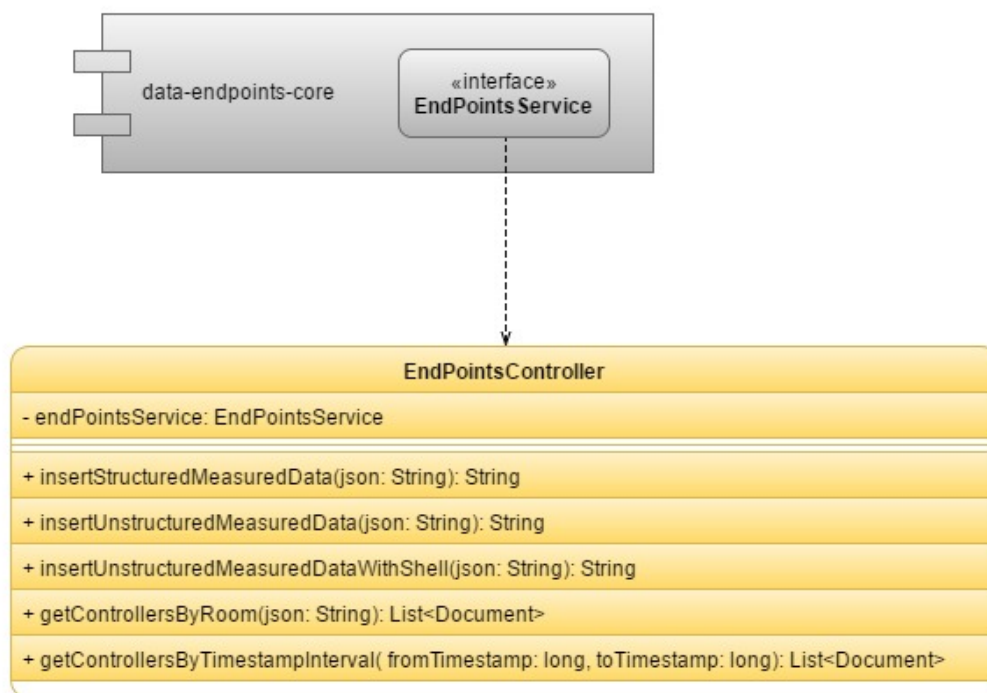 data-endpoints-core
«interface»
EndPointsService
EndPointsController
- endPointsService: EndPointsService
+ insertStructuredMeasuredData(json: String): String
+ insertUnstructuredMeasuredData(json: String): String
+ insertUnstructuredMeasuredDataWithShell(json: String): String
+ getControllersByRoom(json: String): List<Document>
+ getControllersByTimestampInterval( fromTimestamp: long, toTimestamp: long): List<Document>